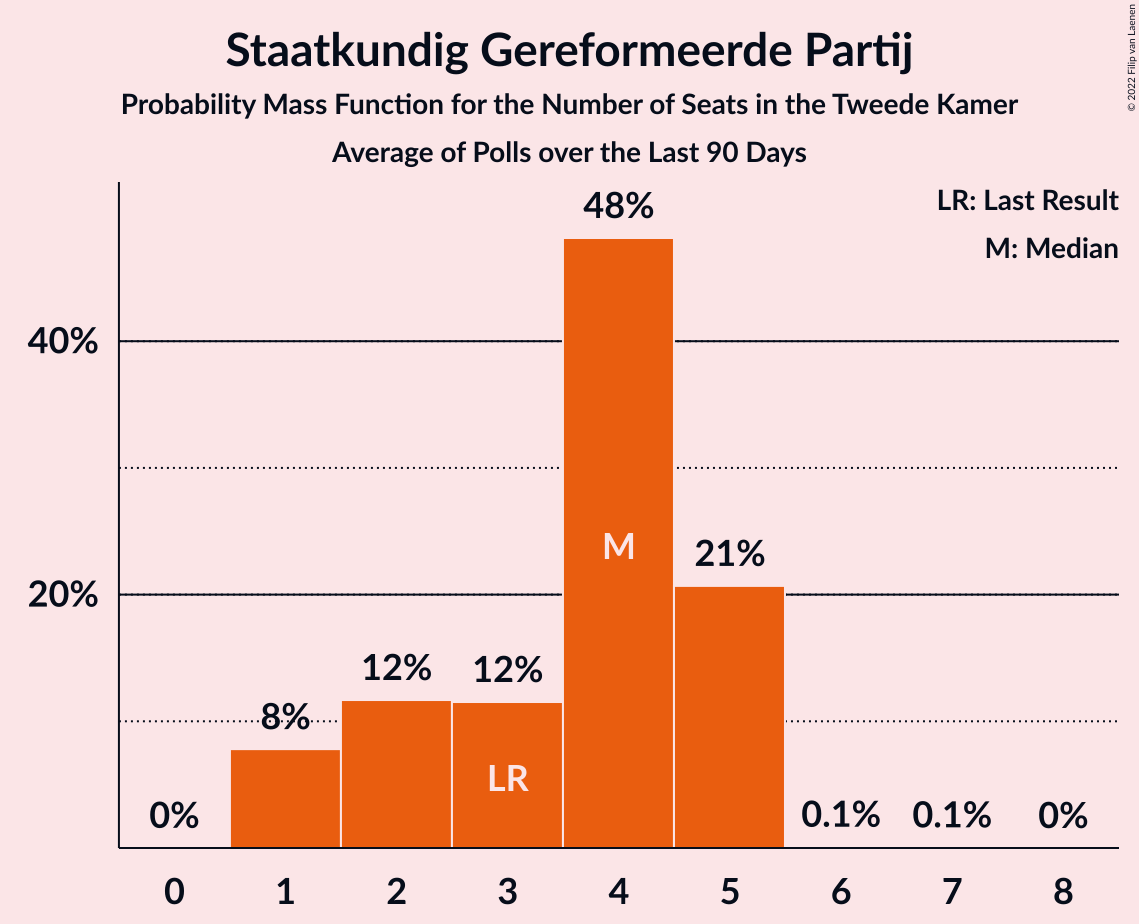 Staatkundig Gereformeerde Partij
Probability Mass Function for the Number of Seats in the Tweede Kamer
Average of Polls over the Last 90 Days
© 2022 Filip van Laenen
LR: Last Result
M: Median
48%
40%
M
21%
20%
12%
12%
8%
LR
0%
0.1%
0.1%
0%
0 1 2 3 4 5 6 7 8